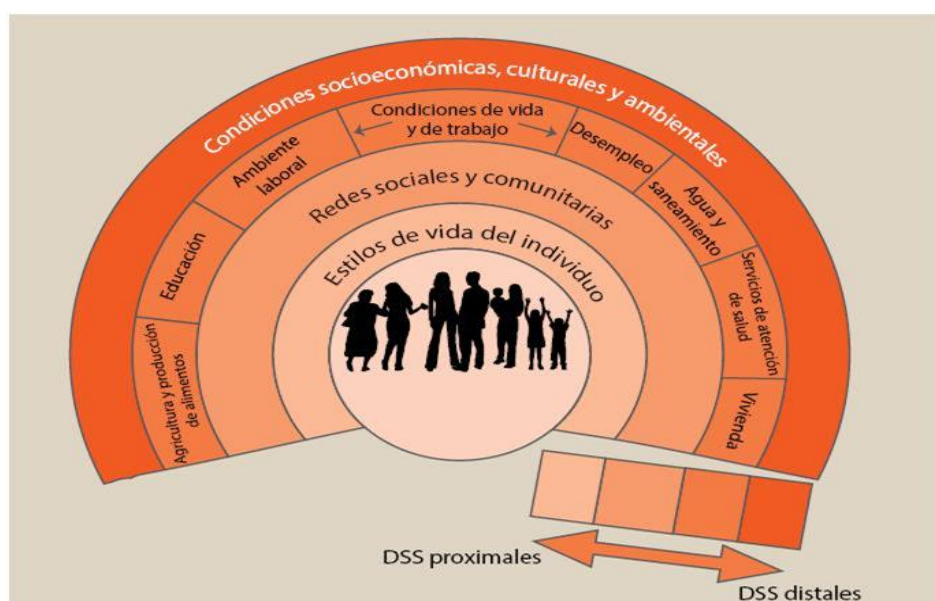 Condiciones socioeconómicas, culturales y ambientales
Condiciones de vida
y de trabajo
Ambiente
laboral
Desempleo
Agua y
saneamiento
Educación
Servicios de atención
de salud
Agricultura y producción
de alimentos
Vivienda
Redes sociales y comunitarias
Estilos de vida del individuo
DSS proximales
DSS distales